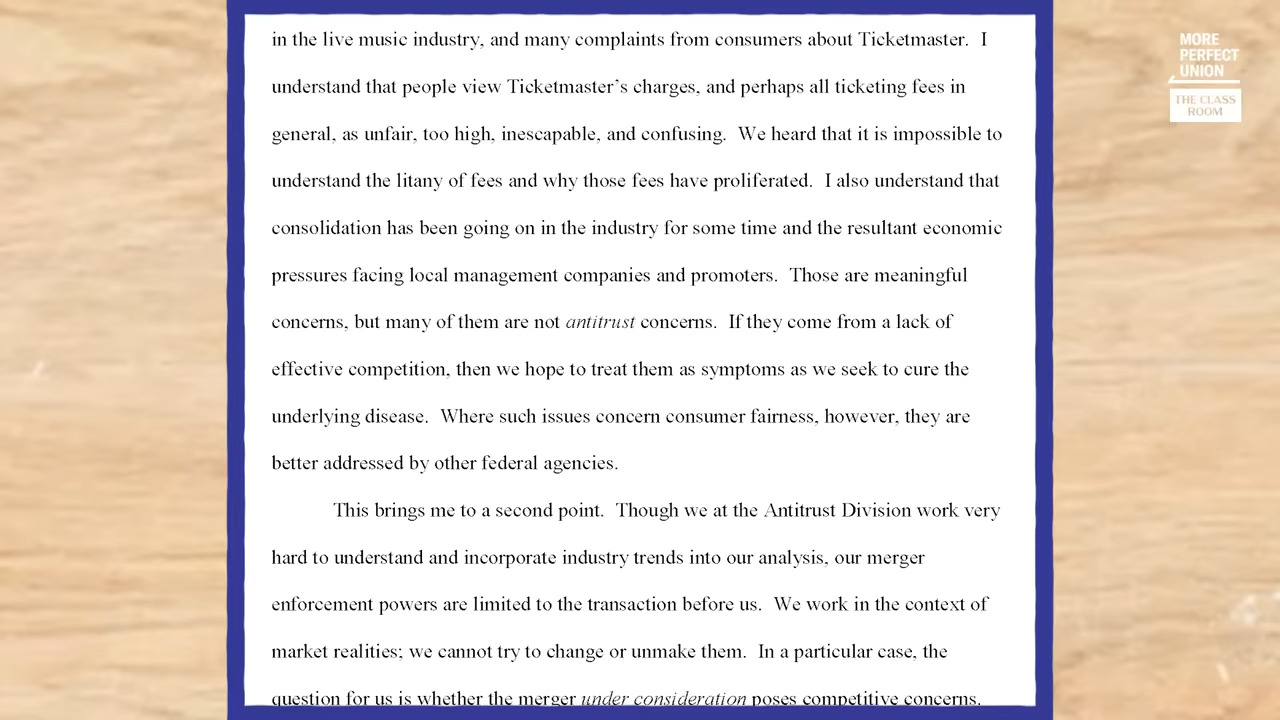 in the live music industry, and many complaints from consumers about Ticketmaster.  I
understand that people view Ticketmaster’s charges, and perhaps all ticketing fees in
general, as unfair, too high, inescapable, and confusing.  We heard that it is impossible to
understand the litany of fees and why those fees have proliferated.  I also understand that
consolidation has been going on in the industry for some time and the resultant economic
pressures facing local management companies and promoters.  Those are meaningful
concerns, but many of them are not antitrust concerns.  If they come from a lack of
effective competition, then we hope to treat them as symptoms as we seek to cure the
underlying disease.  Where such issues concern consumer fairness, however, they are
better addressed by other federal agencies.
This brings me to a second point.  Though we at the Antitrust Division work very
hard to understand and incorporate industry trends into our analysis, our merger
enforcement powers are limited to the transaction before us.  We work in the context of
market realities; we cannot try to change or unmake them.  In a particular case, the
question for us is whether the merger under consideration poses competitive concerns.
MORE
PERFECT
UNION
THE CLASS
ROOM